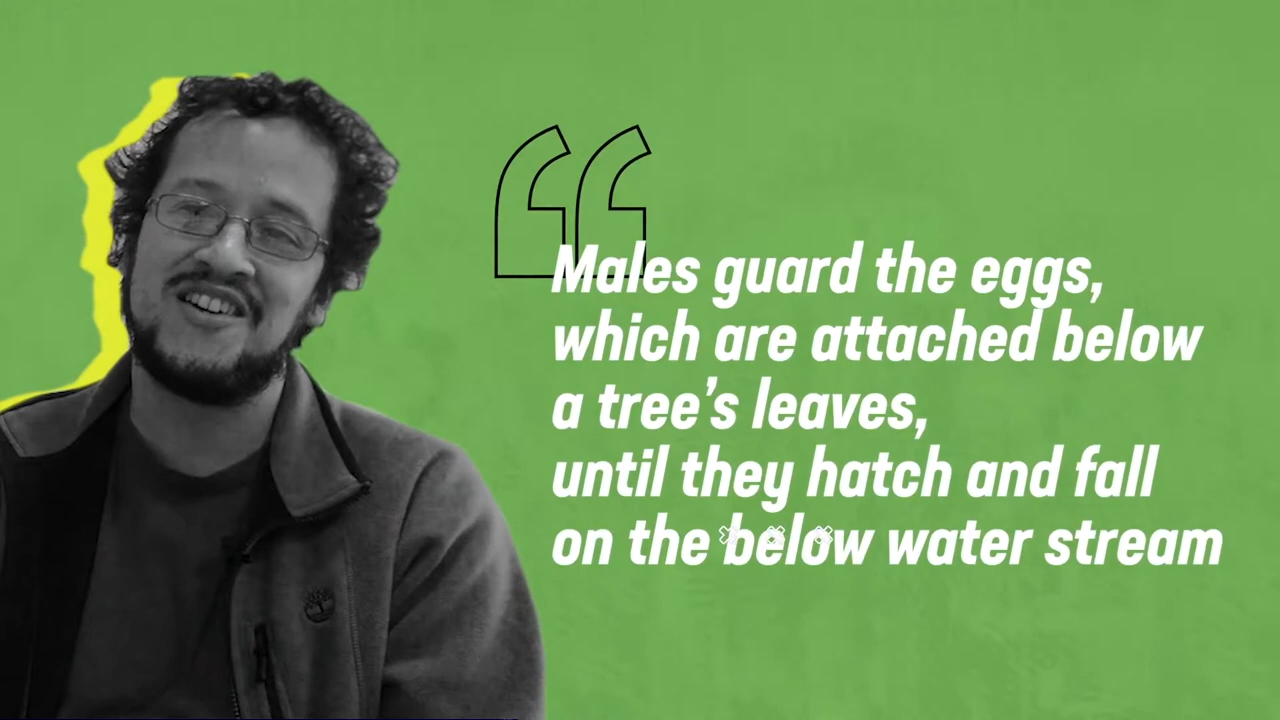 Males guard the eggs,
which are attached below
a tree’s leaves,
until they hatch and fall
on the below water stream